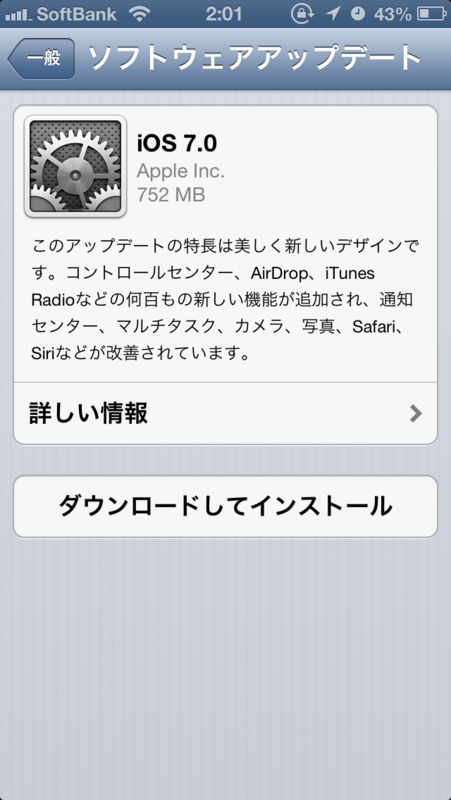 SoftBank 2:01 43%
一般 ソフトウェアアップデート
iOS 7.0
Apple Inc.
752 MB
このアップデートの特長は美しく新しいデザインで
す。コントロールセンター、AirDrop、iTunes
Radioなどの何百もの新しい機能が追加され、通知
センター、マルチタスク、カメラ、写真、Safari、
Siriなどが改善されています。
詳しい情報
ダウンロードしてインストール